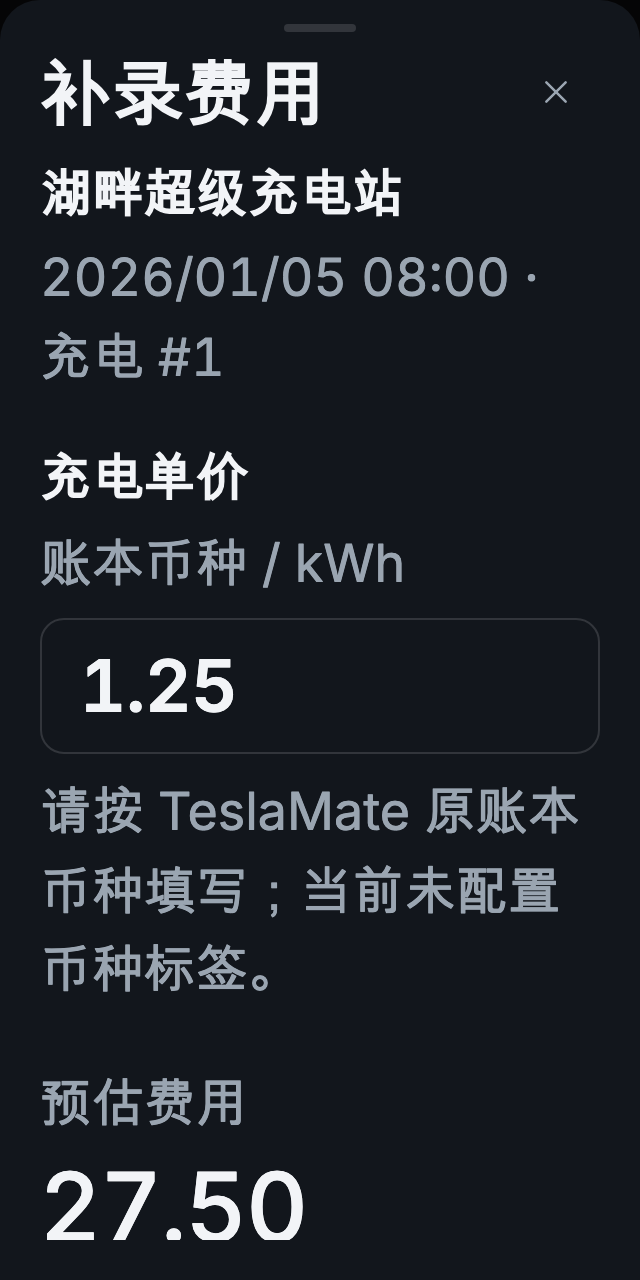 补录费用
湖畔超级充电站
2026/01/05 08:00 ·
充电 #1
充电单价
账本币种 / kWh
1.25
请按 TeslaMate 原账本
币种填写；当前未配置
币种标签。
预估费用
27.50